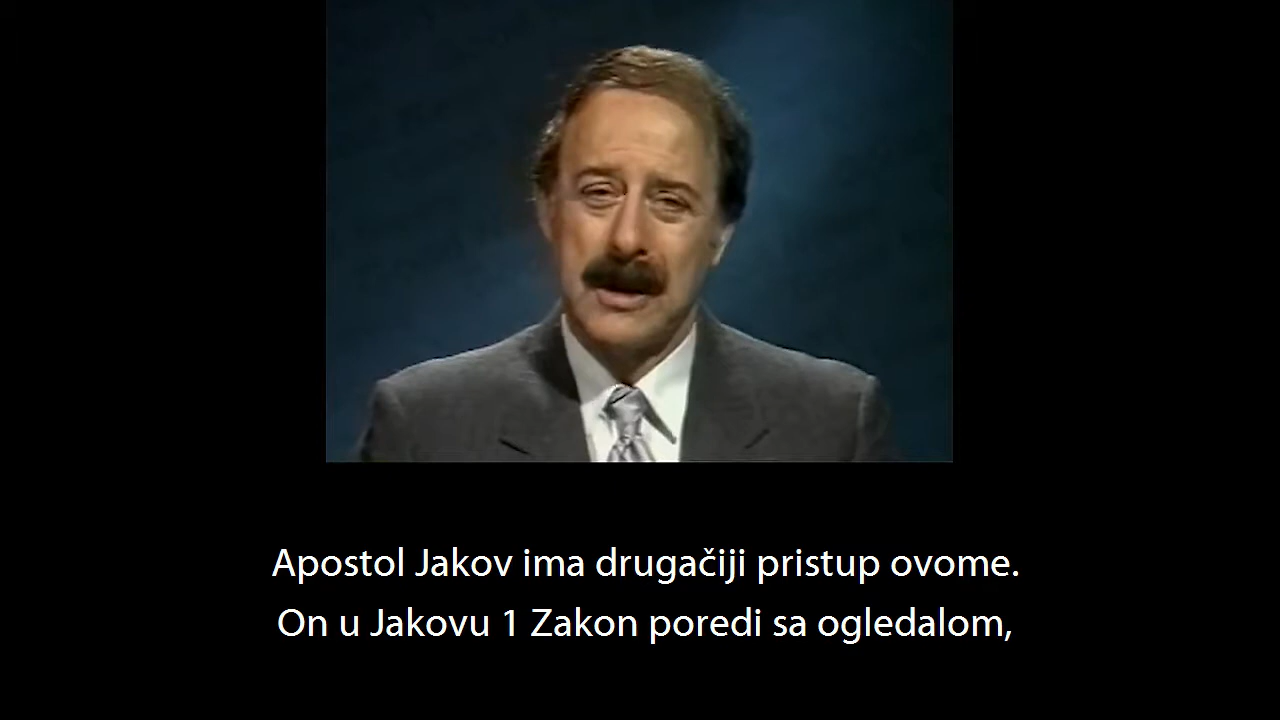 Apostol Jakov ima drugačiji pristup ovome.
On u Jakovu 1 Zakon poredi sa ogledalom,